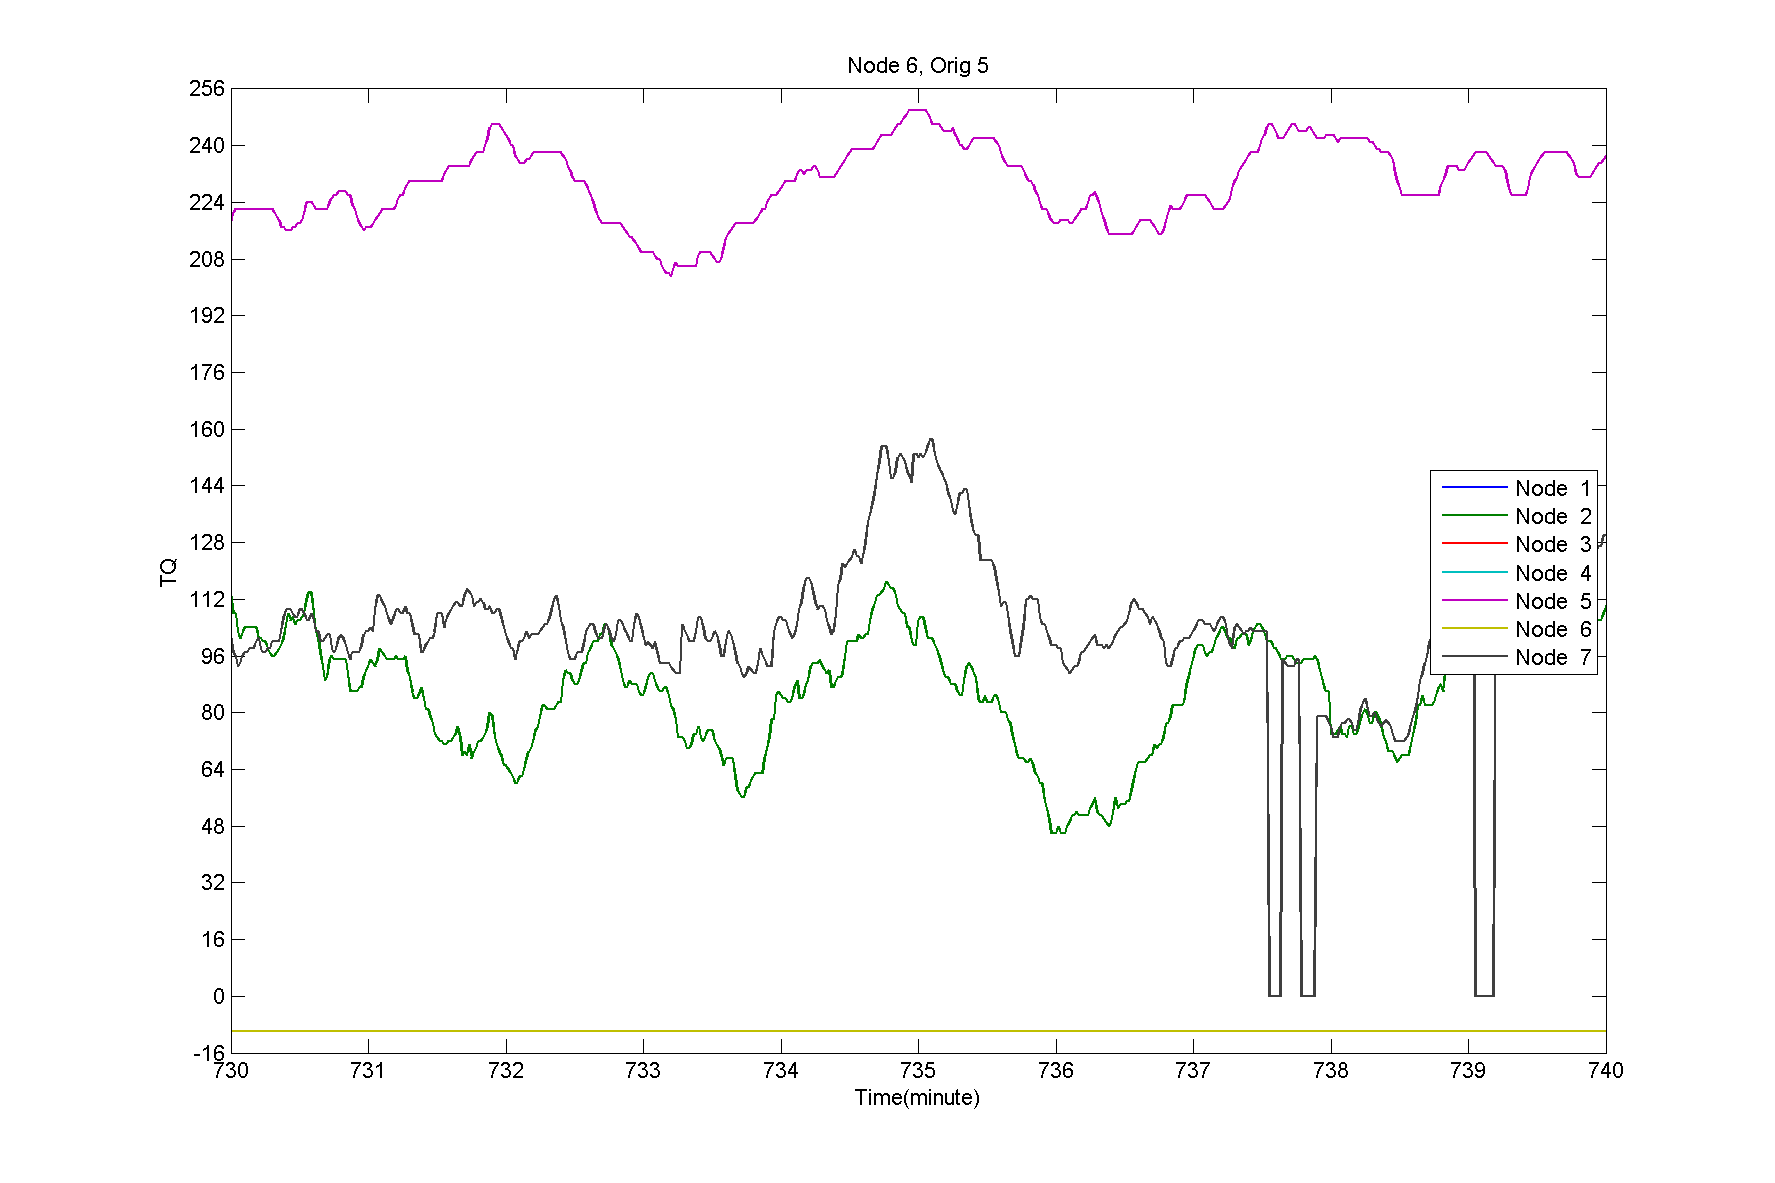 Node 6, Orig 5
256
240
224
208
192
176
160
144
128
112
96
80
64
48
32
16
0
-16
TQ
Node 1
Node 2
Node 3
Node 4
Node 5
Node 6
Node 7
730 731 732 733 734 735 736 737 738 739 740
Time(minute)